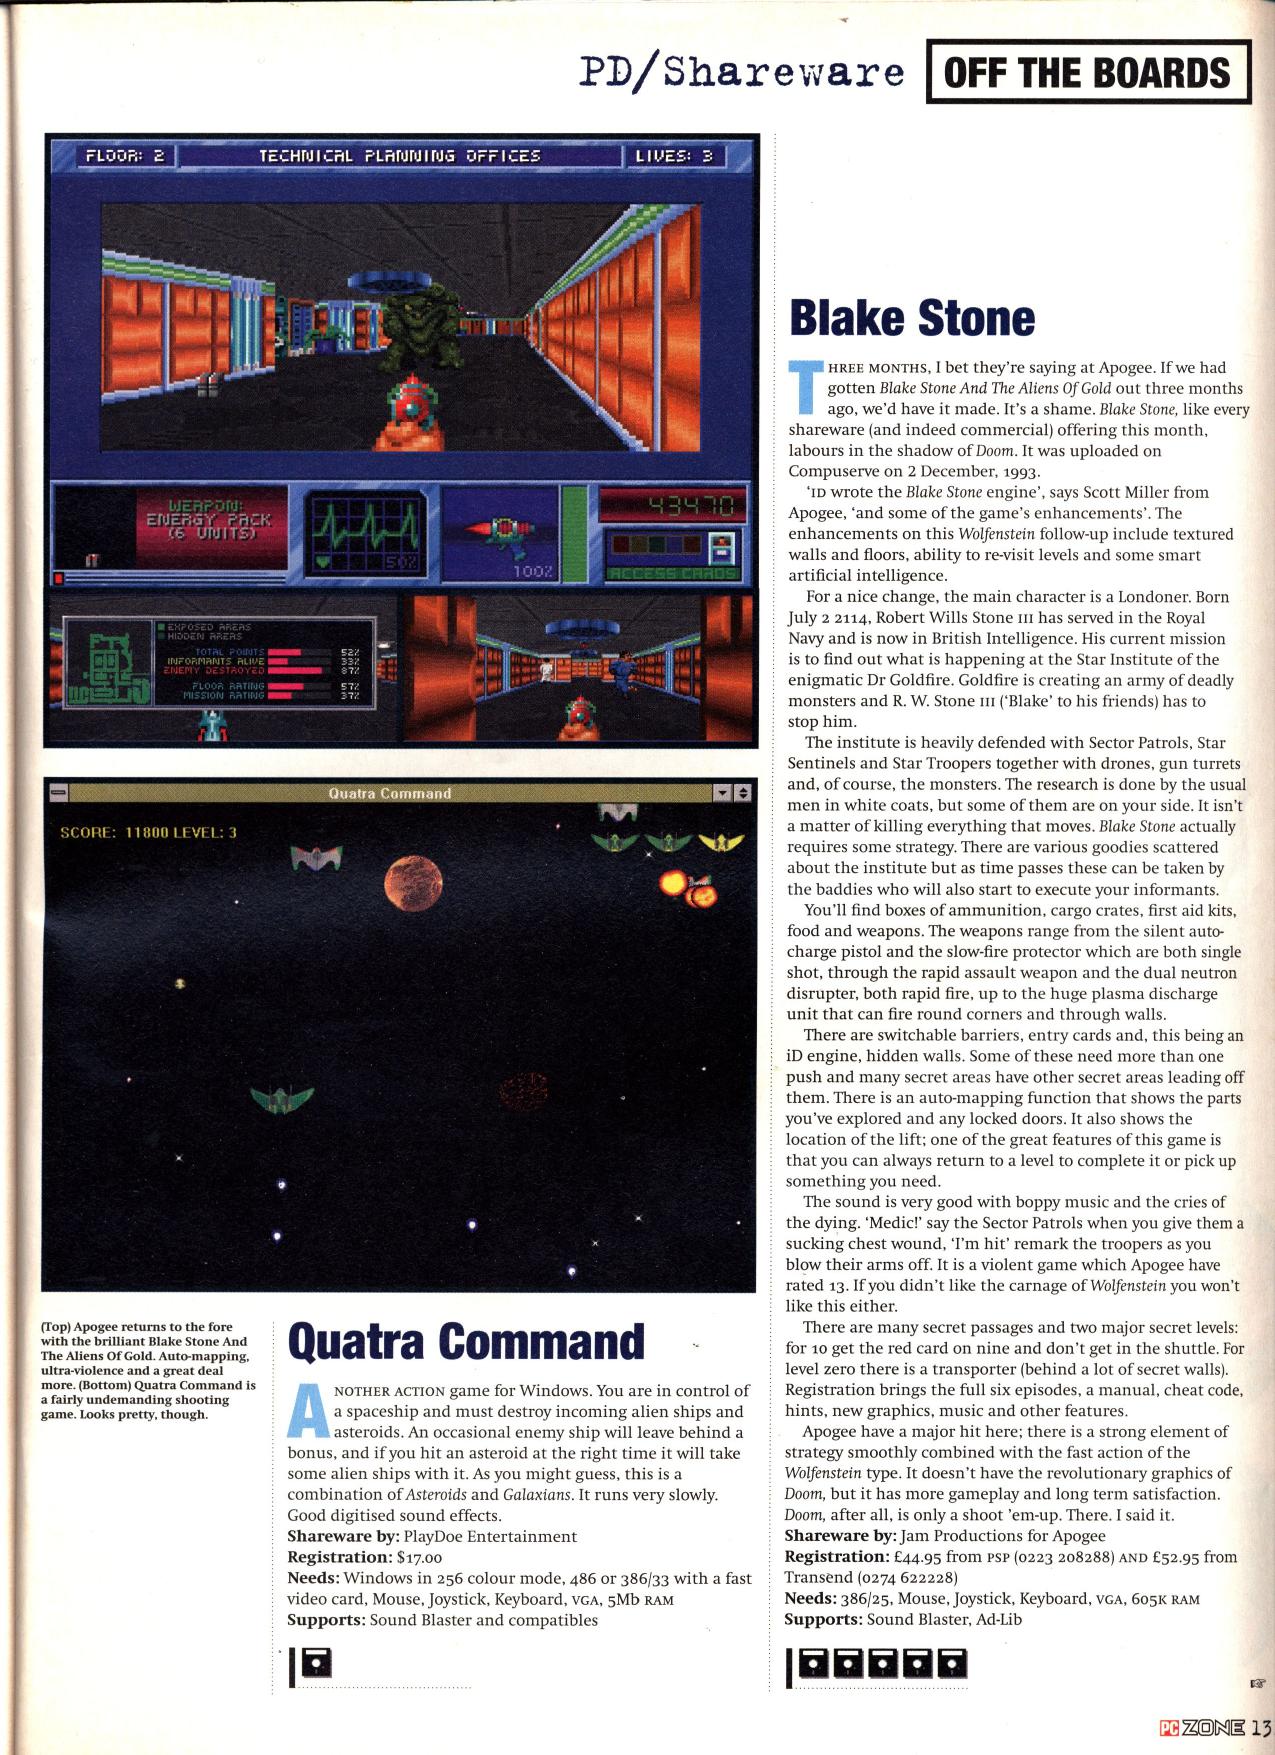 PD/Shareware OFF THE BOARDS
FLOOR: 2 TECHNICAL PLANNING OFFICES LIVES: 3
WEAPON:
ENERGY PACK
(6 UNITS)
50%
100%
43470
ACCESS CARDS
EXPOSED AREAS
HIDDEN AREAS
TOTAL POINTS 52%
INFORMANTS ALIVE 33%
ENEMY DESTROYED 87%
FLOOR RATING 57%
MISSION RATING 37%
Quatra Command
SCORE: 11800 LEVEL: 3
(Top) Apogee returns to the fore
with the brilliant Blake Stone And
The Aliens Of Gold. Auto-mapping,
ultra-violence and a great deal
more. (Bottom) Quatra Command is
a fairly undemanding shooting
game. Looks pretty, though.
Quatra Command
ANOTHER ACTION game for Windows. You are in control of
a spaceship and must destroy incoming alien ships and
asteroids. An occasional enemy ship will leave behind a
bonus, and if you hit an asteroid at the right time it will take
some alien ships with it. As you might guess, this is a
combination of Asteroids and Galaxians. It runs very slowly.
Good digitised sound effects.
Shareware by: PlayDoe Entertainment
Registration: $17.00
Needs: Windows in 256 colour mode, 486 or 386/33 with a fast
video card, Mouse, Joystick, Keyboard, VGA, 5Mb RAM
Supports: Sound Blaster and compatibles
Blake Stone
THREE MONTHS, I bet they're saying at Apogee. If we had
gotten Blake Stone And The Aliens Of Gold out three months
ago, we'd have it made. It's a shame. Blake Stone, like every
shareware (and indeed commercial) offering this month,
labours in the shadow of Doom. It was uploaded on
Compuserve on 2 December, 1993.
'ID wrote the Blake Stone engine', says Scott Miller from
Apogee, 'and some of the game's enhancements'. The
enhancements on this Wolfenstein follow-up include textured
walls and floors, ability to re-visit levels and some smart
artificial intelligence.
For a nice change, the main character is a Londoner. Born
July 2 2114, Robert Wills Stone III has served in the Royal
Navy and is now in British Intelligence. His current mission
is to find out what is happening at the Star Institute of the
enigmatic Dr Goldfire. Goldfire is creating an army of deadly
monsters and R. W. Stone III ('Blake' to his friends) has to
stop him.
The institute is heavily defended with Sector Patrols, Star
Sentinels and Star Troopers together with drones, gun turrets
and, of course, the monsters. The research is done by the usual
men in white coats, but some of them are on your side. It isn't
a matter of killing everything that moves. Blake Stone actually
requires some strategy. There are various goodies scattered
about the institute but as time passes these can be taken by
the baddies who will also start to execute your informants.
You'll find boxes of ammunition, cargo crates, first aid kits,
food and weapons. The weapons range from the silent auto-
charge pistol and the slow-fire protector which are both single
shot, through the rapid assault weapon and the dual neutron
disrupter, both rapid fire, up to the huge plasma discharge
unit that can fire round corners and through walls.
There are switchable barriers, entry cards and, this being an
iD engine, hidden walls. Some of these need more than one
push and many secret areas have other secret areas leading off
them. There is an auto-mapping function that shows the parts
you've explored and any locked doors. It also shows the
location of the lift; one of the great features of this game is
that you can always return to a level to complete it or pick up
something you need.
The sound is very good with boppy music and the cries of
the dying. 'Medic!' say the Sector Patrols when you give them a
sucking chest wound, 'I'm hit' remark the troopers as you
blow their arms off. It is a violent game which Apogee have
rated 13. If you didn't like the carnage of Wolfenstein you won't
like this either.
There are many secret passages and two major secret levels:
for 10 get the red card on nine and don't get in the shuttle. For
level zero there is a transporter (behind a lot of secret walls).
Registration brings the full six episodes, a manual, cheat code,
hints, new graphics, music and other features.
Apogee have a major hit here; there is a strong element of
strategy smoothly combined with the fast action of the
Wolfenstein type. It doesn't have the revolutionary graphics of
Doom, but it has more gameplay and long term satisfaction.
Doom, after all, is only a shoot 'em-up. There. I said it.
Shareware by: Jam Productions for Apogee
Registration: £44.95 from PSP (0223 208288) AND £52.95 from
Transend (0274 622228)
Needs: 386/25, Mouse, Joystick, Keyboard, VGA, 605K RAM
Supports: Sound Blaster, Ad-Lib
PC ZONE 13